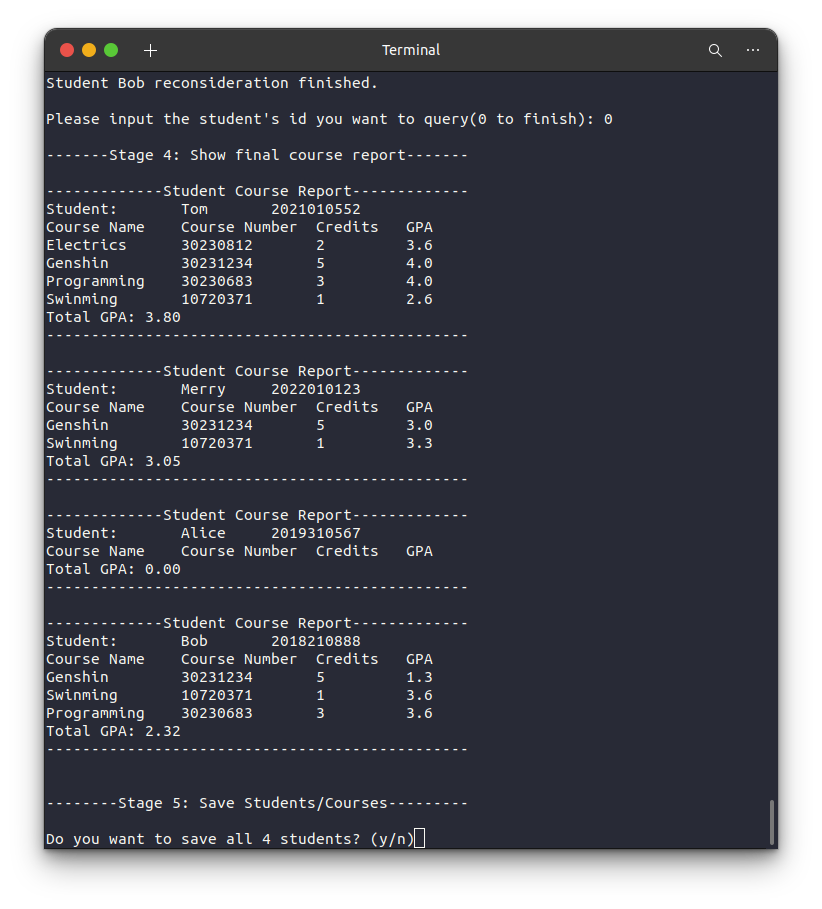 Terminal
Student Bob reconsideration finished.
Please input the student's id you want to query(0 to finish): 0
-------Stage 4: Show final course report-------
-------------Student Course Report-------------
Student:       Tom       2021010552
Course Name    Course Number  Credits   GPA
Electrics      30230812       2         3.6
Genshin        30231234       5         4.0
Programming    30230683       3         4.0
Swinming       10720371       1         2.6
Total GPA: 3.80
-----------------------------------------------
-------------Student Course Report-------------
Student:       Merry     2022010123
Course Name    Course Number  Credits   GPA
Genshin        30231234       5         3.0
Swinming       10720371       1         3.3
Total GPA: 3.05
-----------------------------------------------
-------------Student Course Report-------------
Student:       Alice     2019310567
Course Name    Course Number  Credits   GPA
Total GPA: 0.00
-----------------------------------------------
-------------Student Course Report-------------
Student:       Bob       2018210888
Course Name    Course Number  Credits   GPA
Genshin        30231234       5         1.3
Swinming       10720371       1         3.6
Programming    30230683       3         3.6
Total GPA: 2.32
-----------------------------------------------
--------Stage 5: Save Students/Courses---------
Do you want to save all 4 students? (y/n)